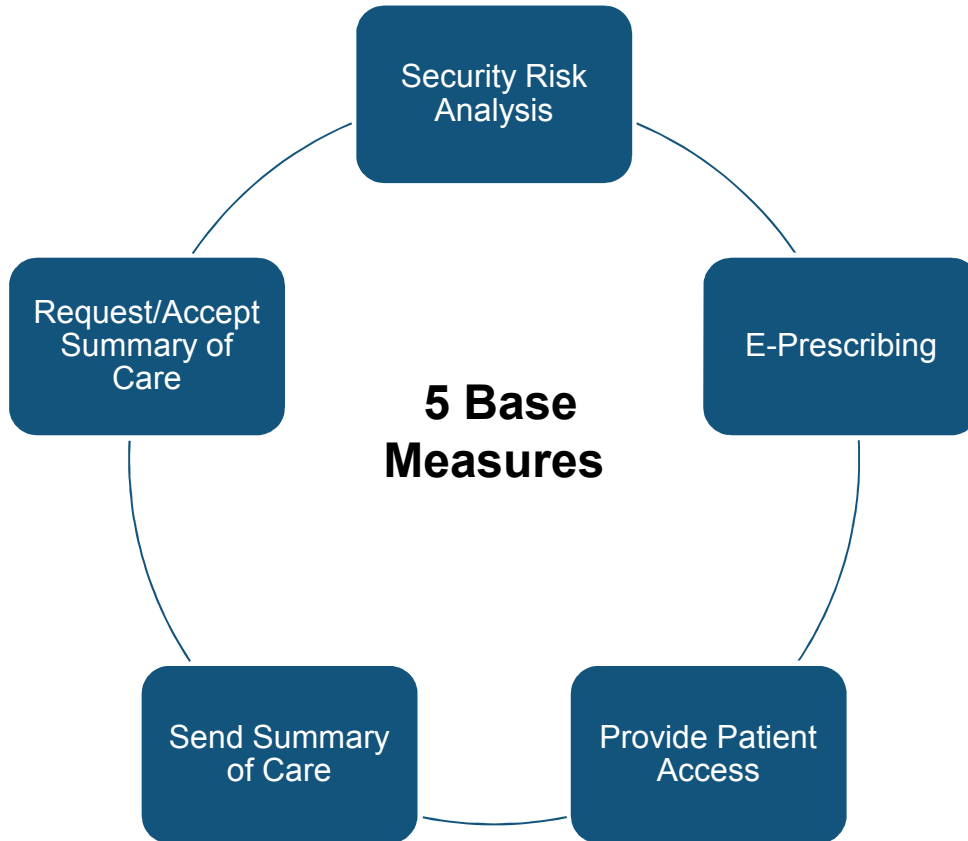 Security Risk
Analysis
E-Prescribing
Provide Patient
Access
Send Summary
of Care
Request/Accept
Summary of
Care
5 Base
Measures